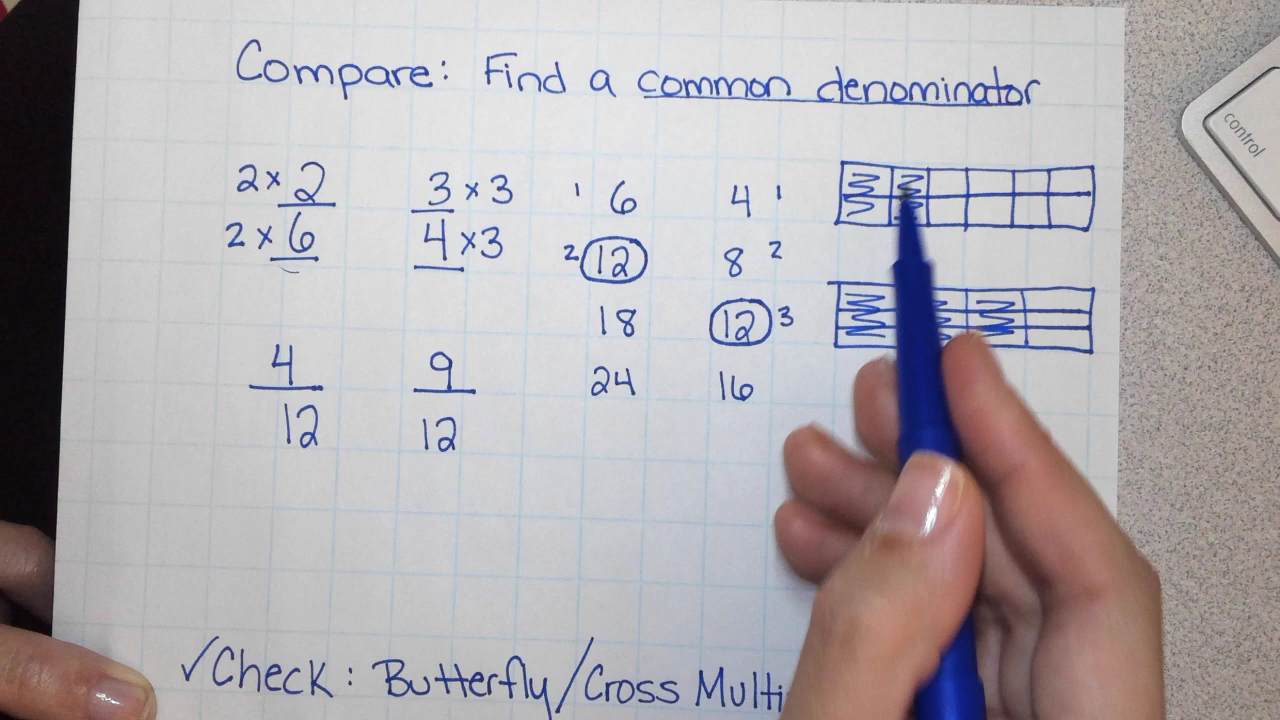 Compare: Find a common denominator
2 × 2 3 × 3 1 6 4 1
2 × 6 4 × 3 2 12 8 2
18 12 3
4 9 24 16
12 12
✓Check: Butterfly/Cross Multi
control